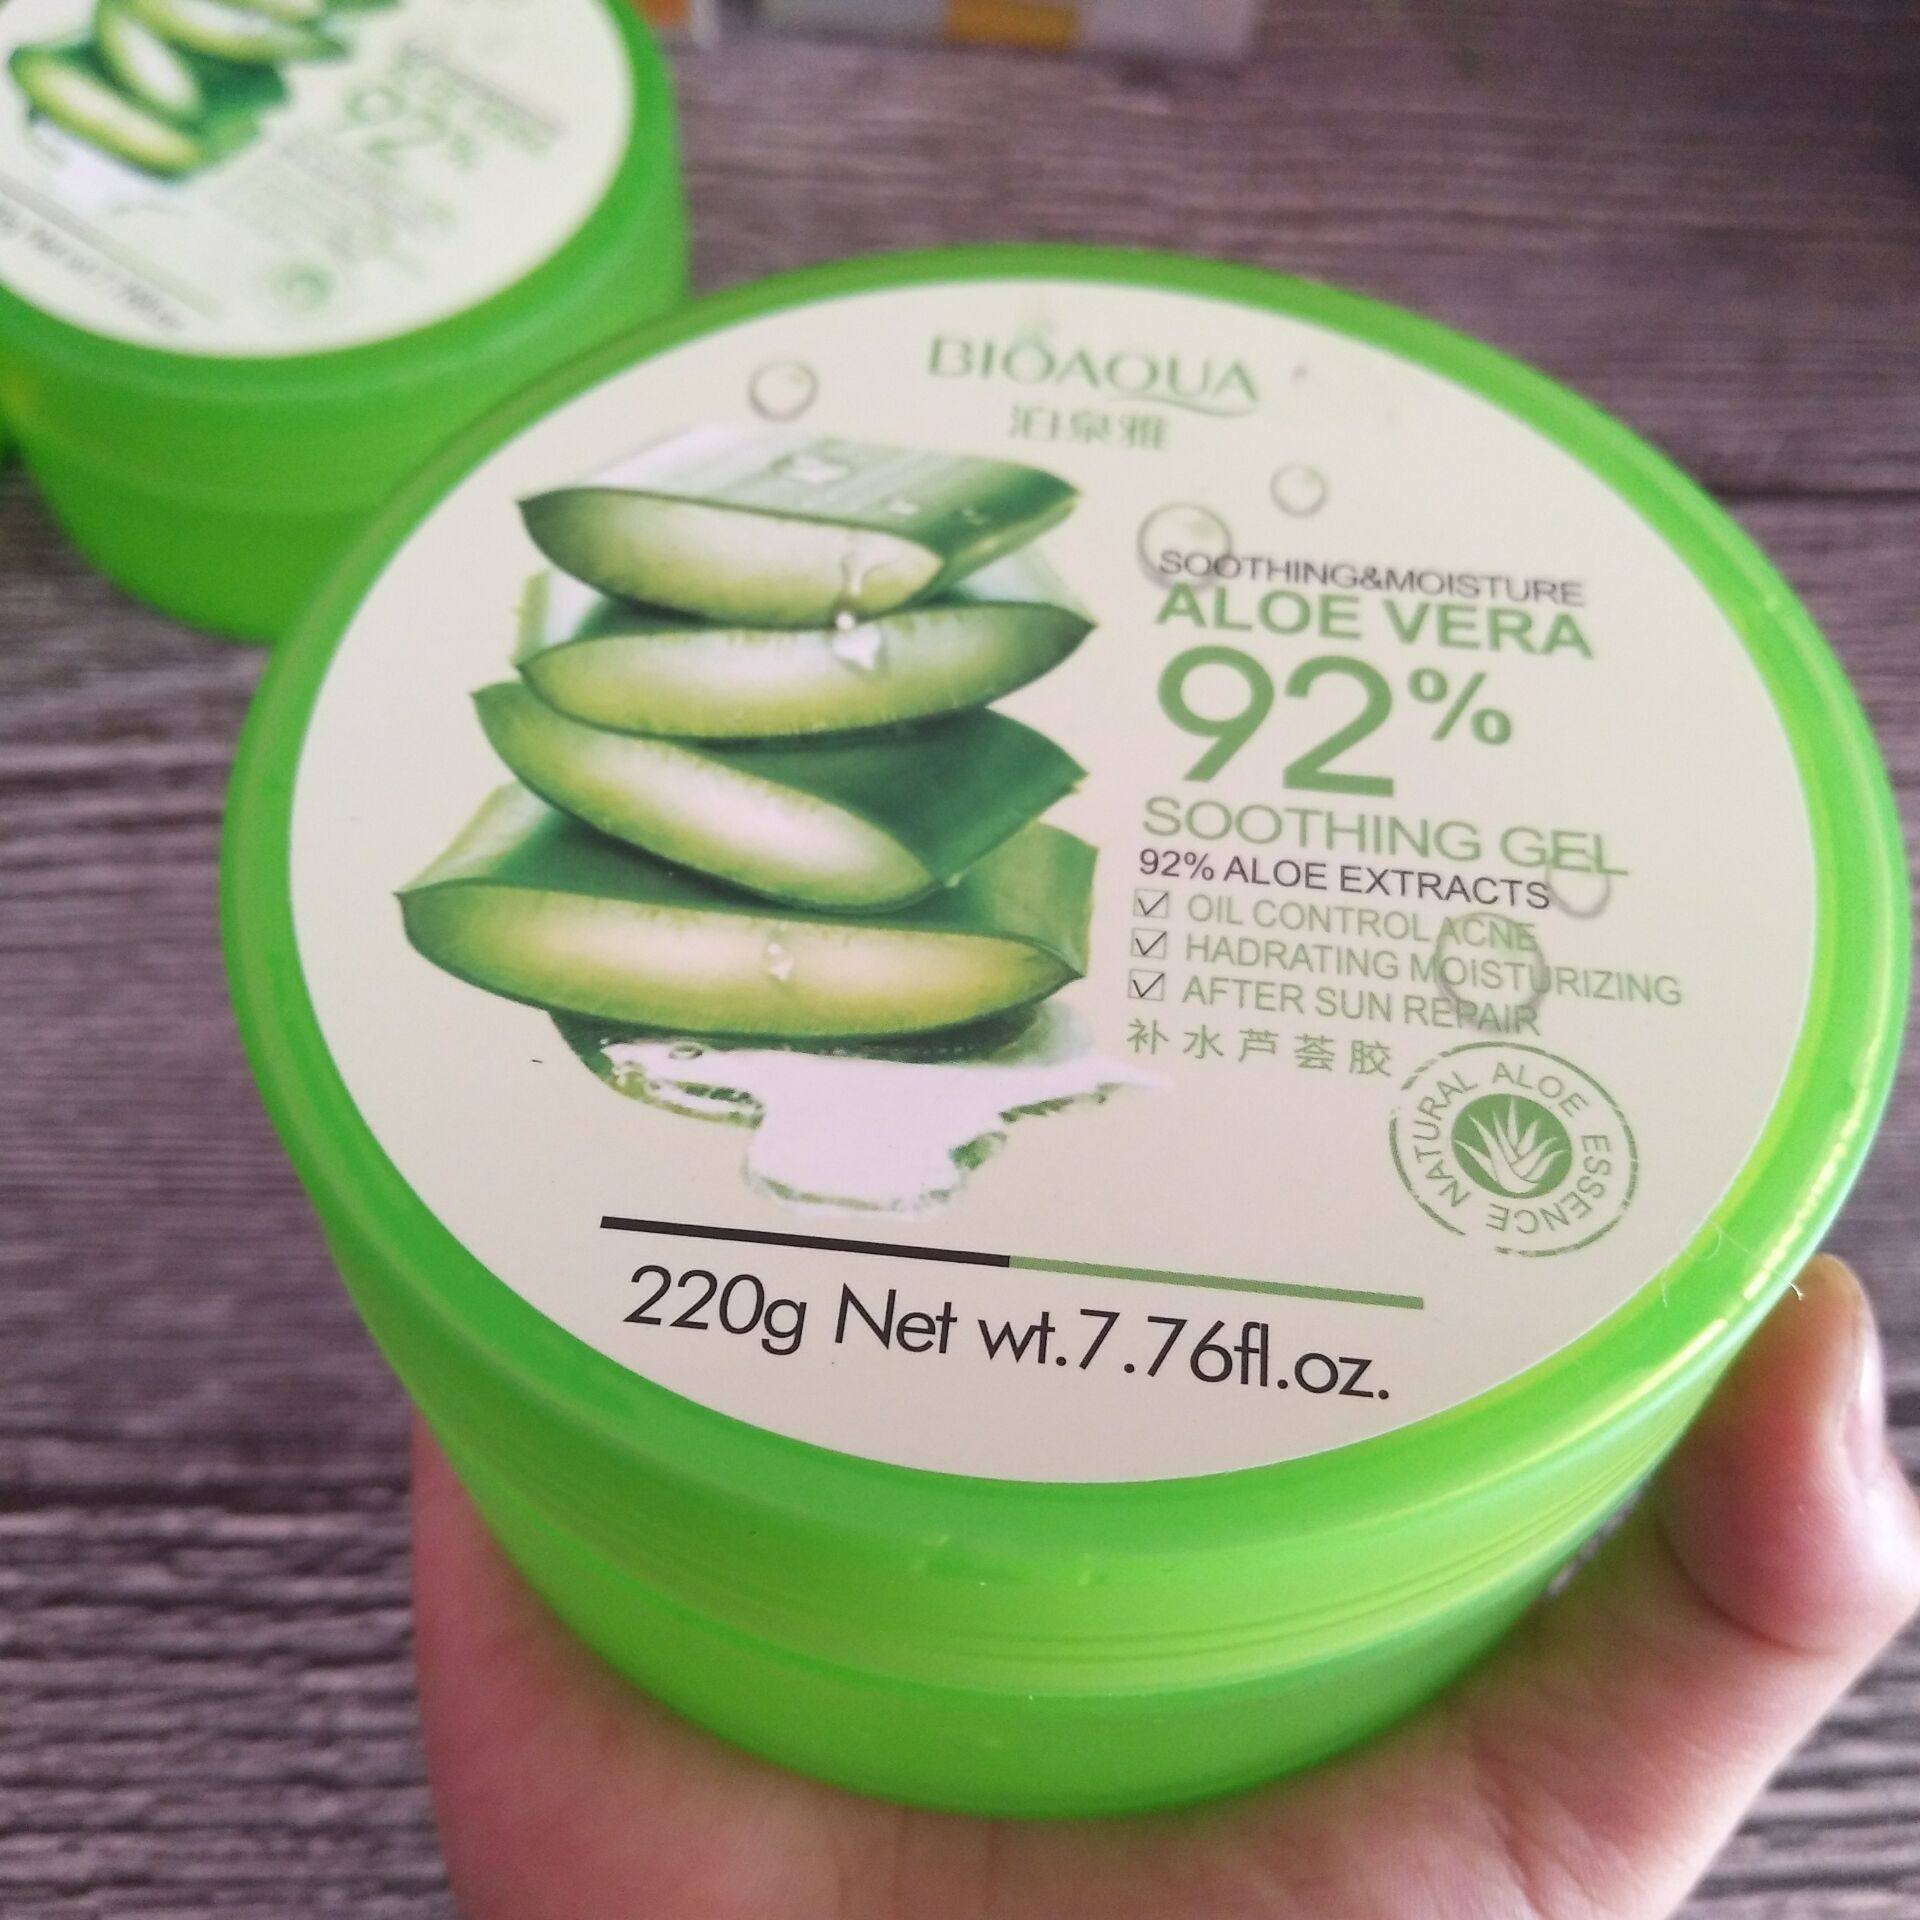 92%
BIOAQUA
泊泉雅
SOOTHING&MOISTURE
ALOE VERA
92%
SOOTHING GEL
92% ALOE EXTRACTS
OIL CONTROL ACNE
HADRATING MOISTURIZING
AFTER SUN REPAIR
补水芦荟胶
NATURAL ALOE ESSENCE
220g Net wt.7.76fl.oz.